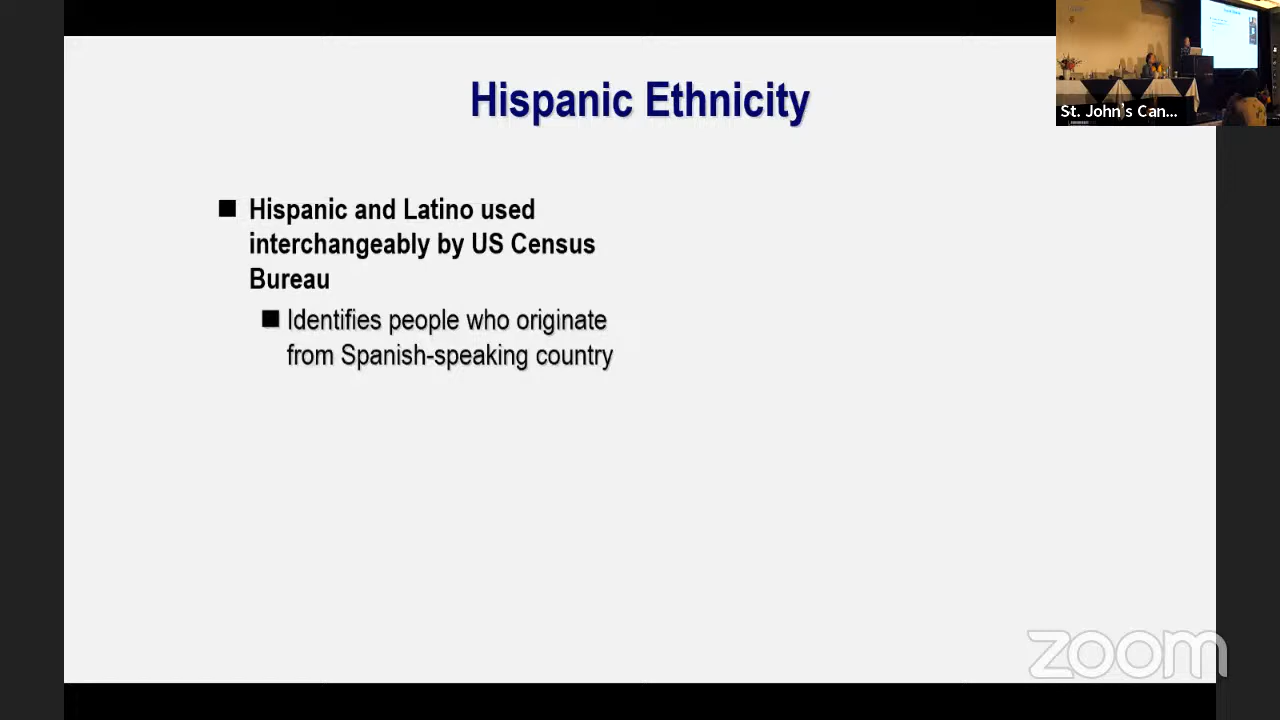 Hispanic Ethnicity
St. John's Can...
Hispanic and Latino used
interchangeably by US Census
Bureau
Identifies people who originate
from Spanish-speaking country
zoom